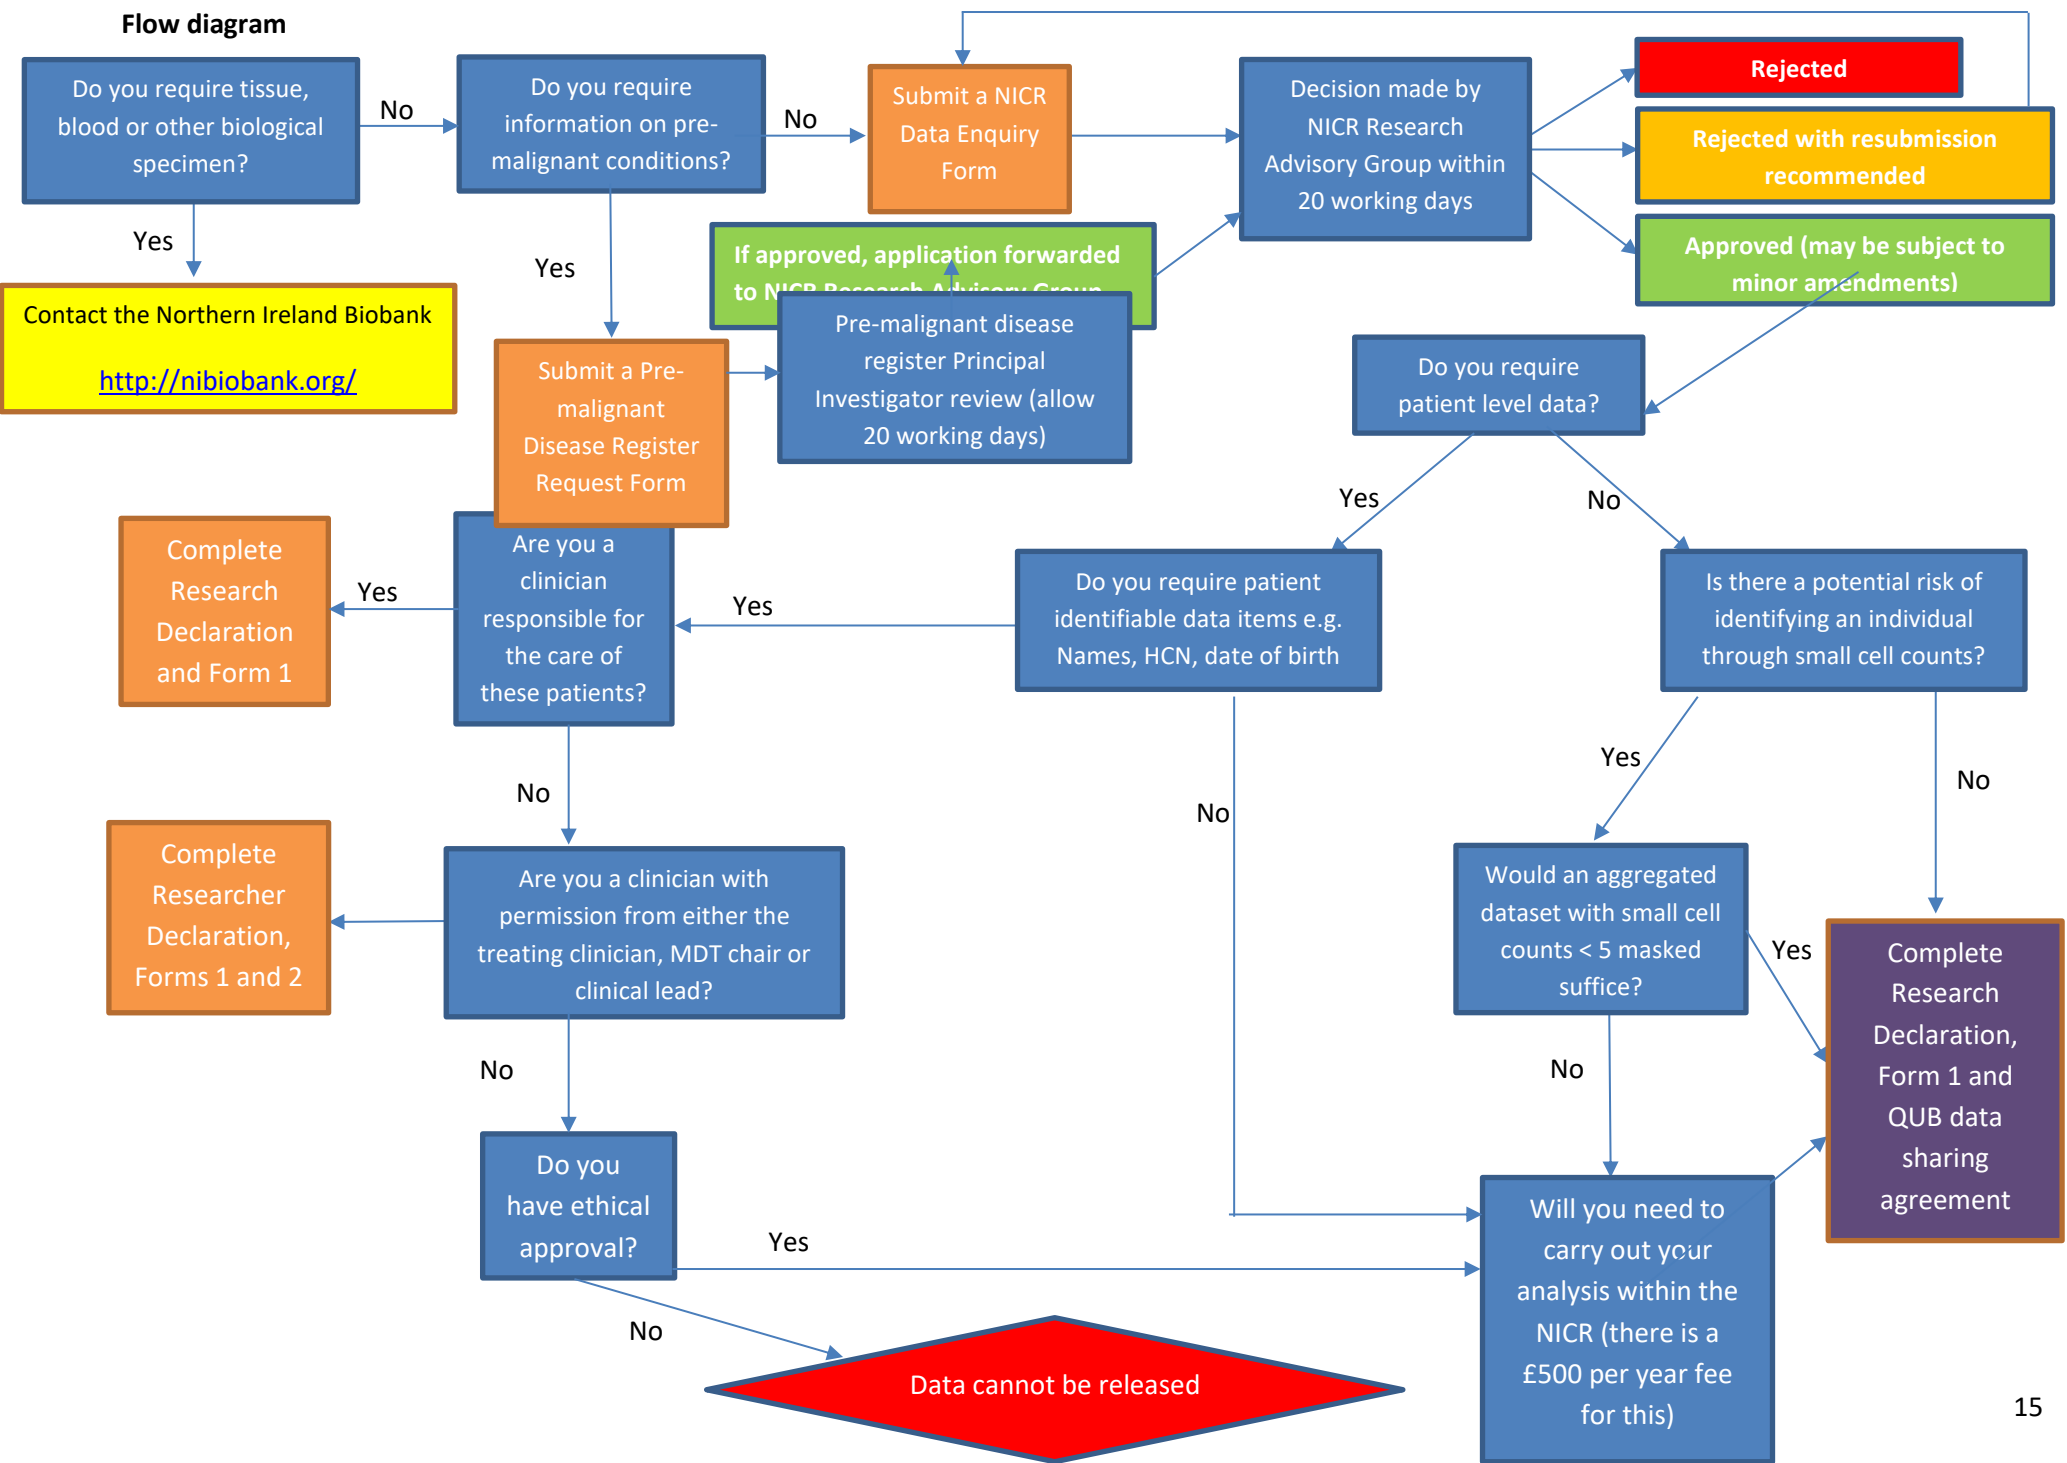 Flow diagram
Do you require tissue,
blood or other biological
specimen?
No
Do you require
information on pre-
malignant conditions?
No
Submit a NICR
Data Enquiry
Form
Decision made by
NICR Research
Advisory Group within
20 working days
Rejected
Rejected with resubmission
recommended
Approved (may be subject to
minor amendments)
Yes
Contact the Northern Ireland Biobank
http://nibiobank.org/
Yes
If approved, application forwarded
to NICR Research Advisory Group
Submit a Pre-
malignant
Disease Register
Request Form
Pre-malignant disease
register Principal
Investigator review (allow
20 working days)
Do you require
patient level data?
Yes
No
Complete
Research
Declaration
and Form 1
Yes
Are you a
clinician
responsible for
the care of
these patients?
Yes
Do you require patient
identifiable data items e.g.
Names, HCN, date of birth
Is there a potential risk of
identifying an individual
through small cell counts?
No
No
Yes
No
Complete
Researcher
Declaration,
Forms 1 and 2
Are you a clinician with
permission from either the
treating clinician, MDT chair or
clinical lead?
Would an aggregated
dataset with small cell
counts < 5 masked
suffice?
Yes
Complete
Research
Declaration,
Form 1 and
QUB data
sharing
agreement
No
No
Do you
have ethical
approval?
Yes
No
Will you need to
carry out your
analysis within the
NICR (there is a
£500 per year fee
for this)
Data cannot be released
15